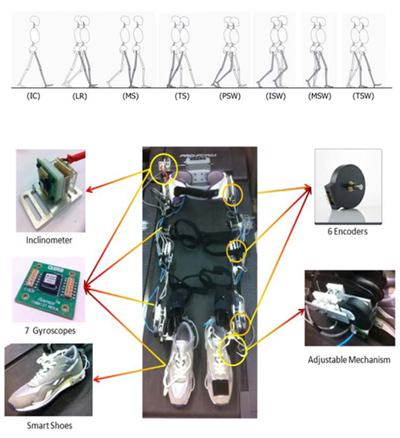 (IC) (LR) (MS) (TS) (PSW) (ISW) (MSW) (TSW)
Inclinometer
6 Encoders
7 Gyroscopes
Adjustable Mechanism
Smart Shoes